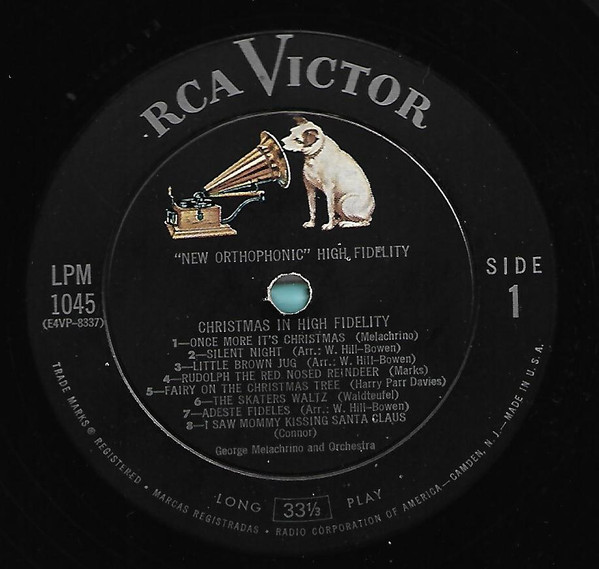 RCA VICTOR
"NEW ORTHOPHONIC" HIGH FIDELITY
LPM
1045
(E4VP-8337)
SIDE
1
CHRISTMAS IN HIGH FIDELITY
1—ONCE MORE IT'S CHRISTMAS (Melachrino)
2—SILENT NIGHT (Arr.: W. Hill-Bowen)
3—LITTLE BROWN JUG (Arr.: W. Hill-Bowen)
4—RUDOLPH THE RED NOSED REINDEER (Marks)
5—FAIRY ON THE CHRISTMAS TREE (Harry Parr Davies)
6—THE SKATERS WALTZ (Waldteufel)
7—ADESTE FIDELES (Arr.: W. Hill-Bowen)
8—I SAW MOMMY KISSING SANTA CLAUS
(Connor)
George Melachrino and Orchestra
LONG 33⅓ PLAY
TRADE MARKS ® REGISTERED • MARCAS REGISTRADAS • RADIO CORPORATION OF AMERICA—CAMDEN, N. J.—MADE IN U.S.A.